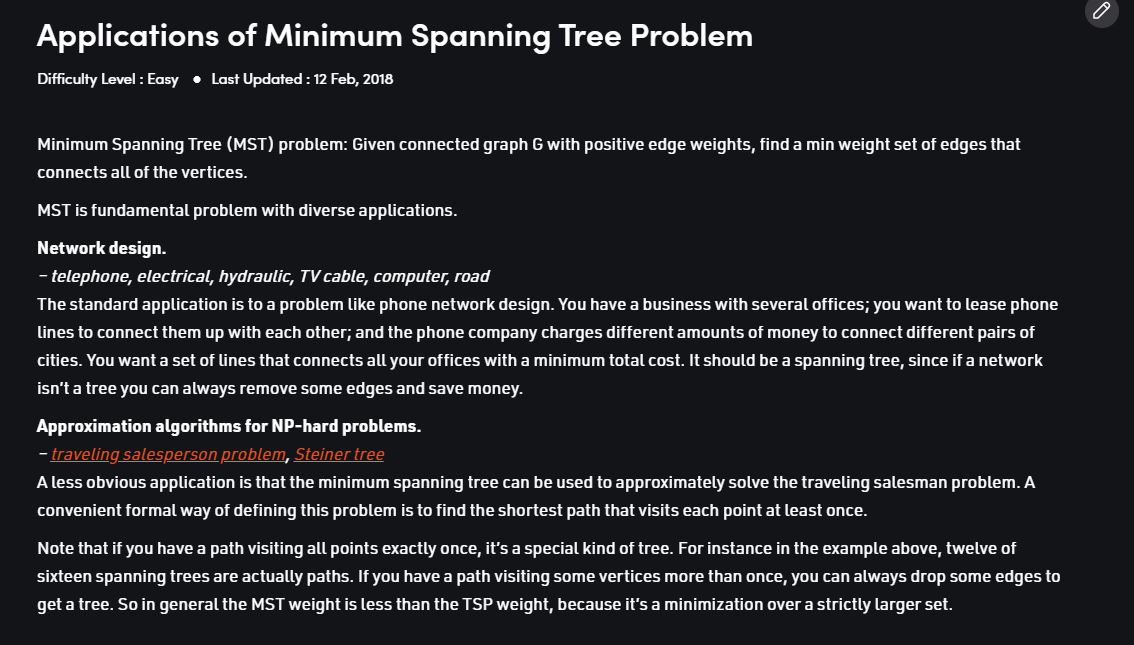 Applications of Minimum Spanning Tree Problem
Difficulty Level : Easy ● Last Updated : 12 Feb, 2018
Minimum Spanning Tree (MST) problem: Given connected graph G with positive edge weights, find a min weight set of edges that
connects all of the vertices.
MST is fundamental problem with diverse applications.
Network design.
– telephone, electrical, hydraulic, TV cable, computer, road
The standard application is to a problem like phone network design. You have a business with several offices; you want to lease phone
lines to connect them up with each other; and the phone company charges different amounts of money to connect different pairs of
cities. You want a set of lines that connects all your offices with a minimum total cost. It should be a spanning tree, since if a network
isn’t a tree you can always remove some edges and save money.
Approximation algorithms for NP-hard problems.
– traveling salesperson problem, Steiner tree
A less obvious application is that the minimum spanning tree can be used to approximately solve the traveling salesman problem. A
convenient formal way of defining this problem is to find the shortest path that visits each point at least once.
Note that if you have a path visiting all points exactly once, it’s a special kind of tree. For instance in the example above, twelve of
sixteen spanning trees are actually paths. If you have a path visiting some vertices more than once, you can always drop some edges to
get a tree. So in general the MST weight is less than the TSP weight, because it’s a minimization over a strictly larger set.